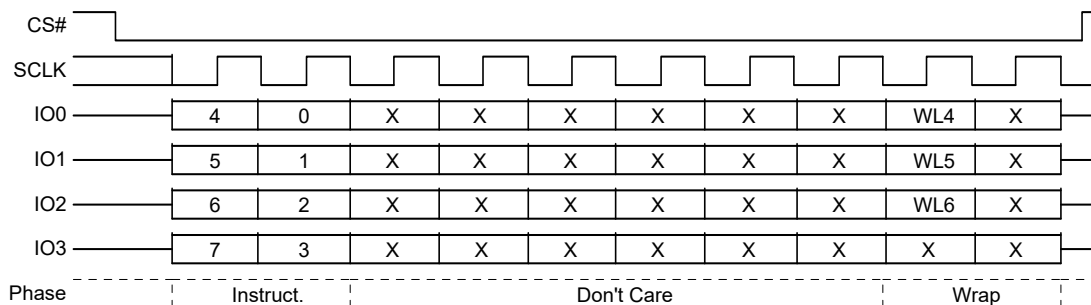 CS#
SCLK
IO0 4 0 X X X X X X WL4 X
IO1 5 1 X X X X X X WL5 X
IO2 6 2 X X X X X X WL6 X
IO3 7 3 X X X X X X X X
Phase Instruct. Don't Care Wrap